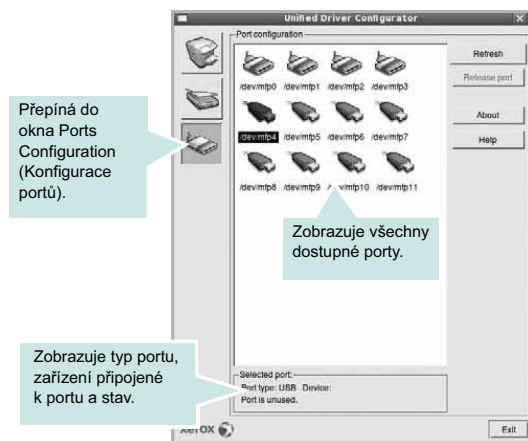 Unified Driver Configurator
Port configuration
/dev/mfp0 /dev/mfp1 /dev/mfp2 /dev/mfp3
/dev/mfp4 /dev/mfp5 /dev/mfp6 /dev/mfp7
/dev/mfp8 /dev/mfp9 /dev/mfp10 /dev/mfp11
Refresh
Release port
About
Help
Přepíná do
okna Ports
Configuration
(Konfigurace
portů).
Zobrazuje všechny
dostupné porty.
Zobrazuje typ portu,
zařízení připojené
k portu a stav.
Selected port:
Port type: USB Device:
Port is unused.
xerox
Exit